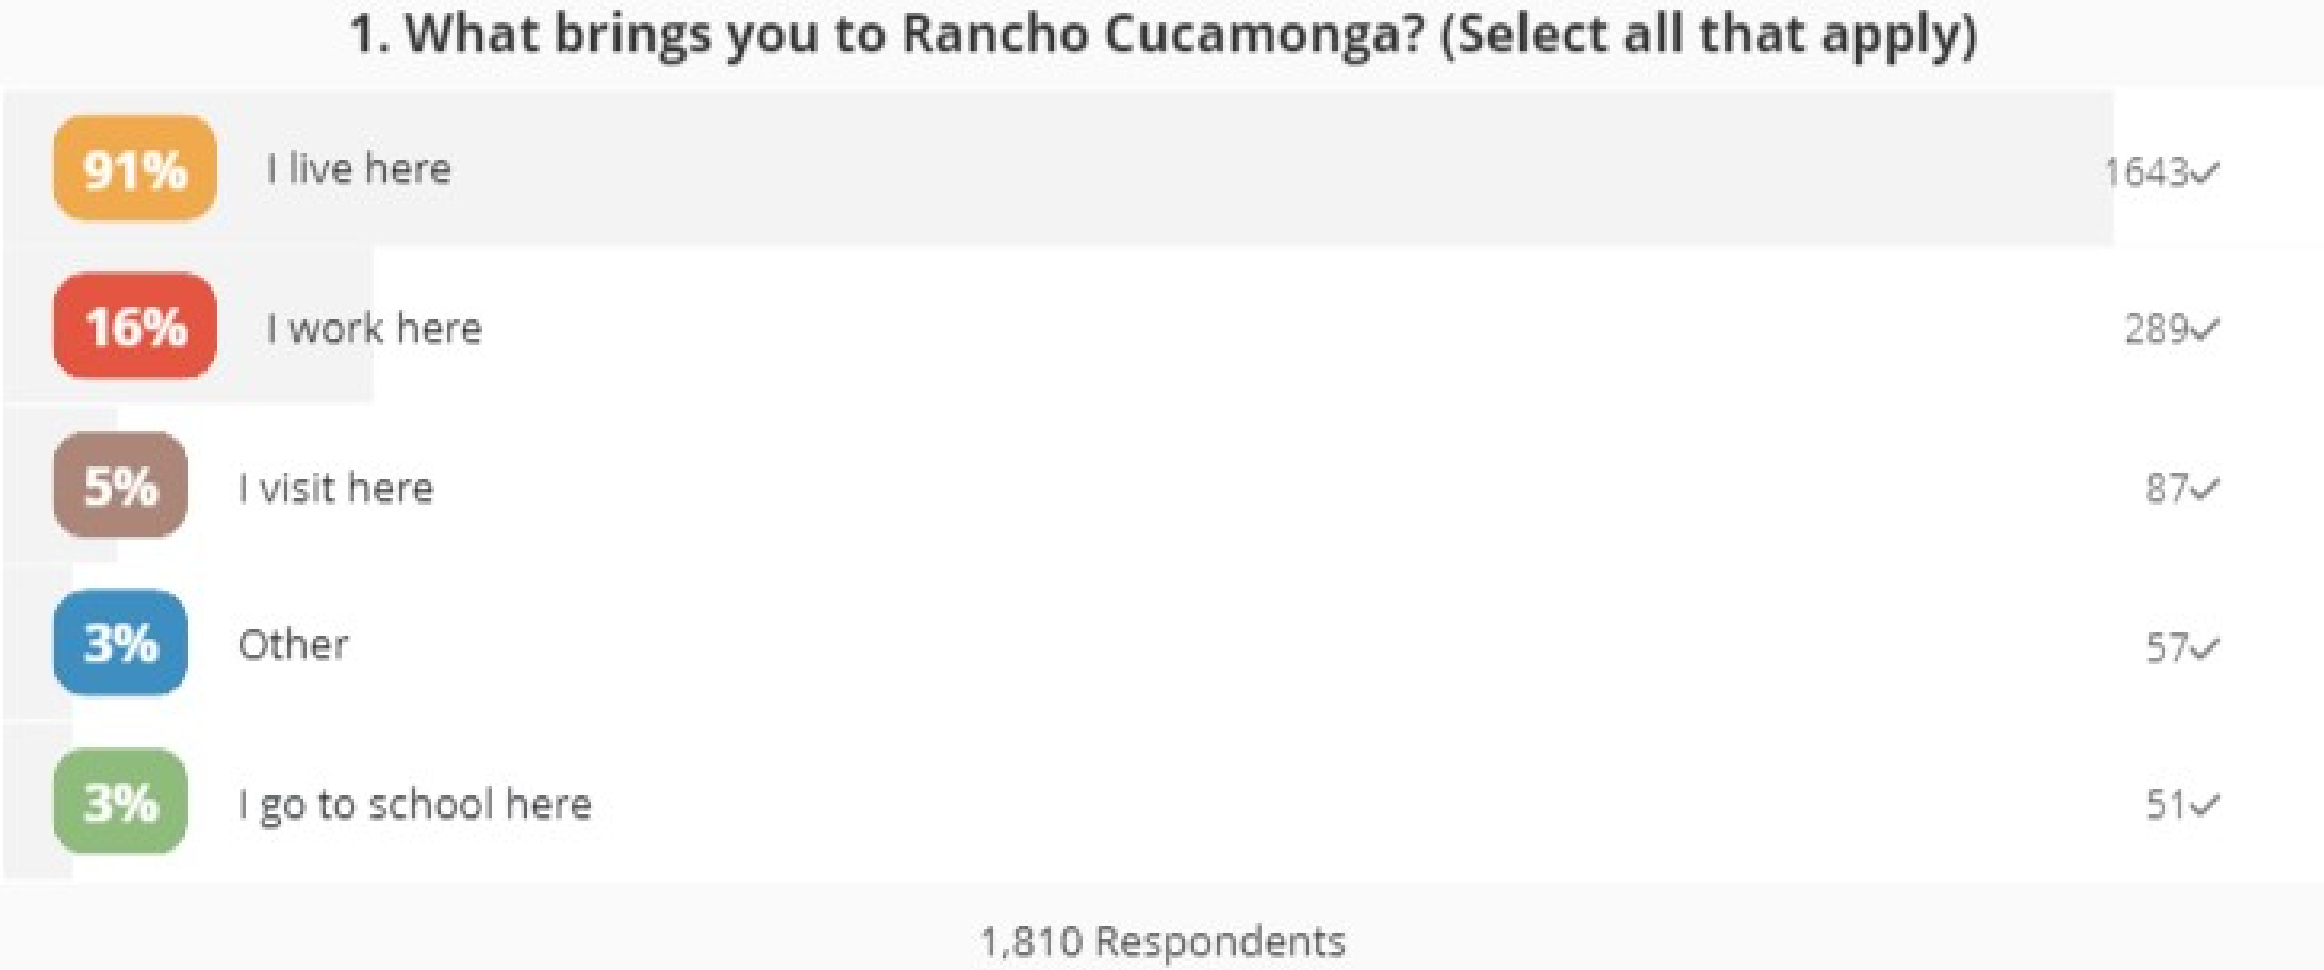 1. What brings you to Rancho Cucamonga? (Select all that apply)
91% I live here 1643✓
16% I work here 289✓
5% I visit here 87✓
3% Other 57✓
3% I go to school here 51✓
1,810 Respondents